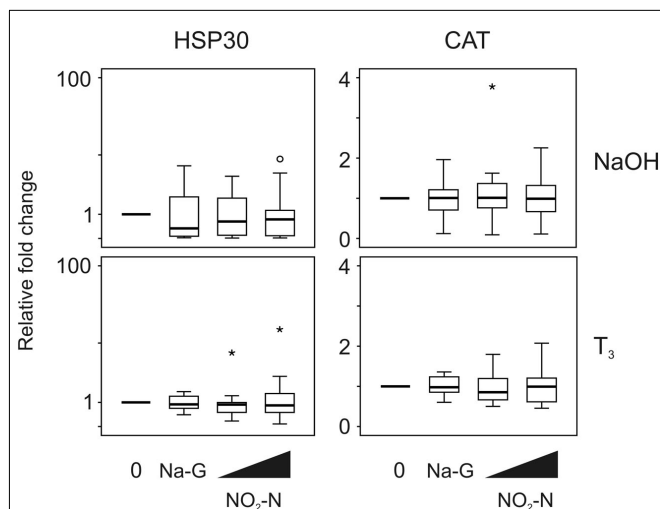 HSP30 CAT
Relative fold change
100
1
4
2
0
NaOH
*
100
1
4
2
0
T₃
* *
0 Na-G 0 Na-G
NO₂-N NO₂-N